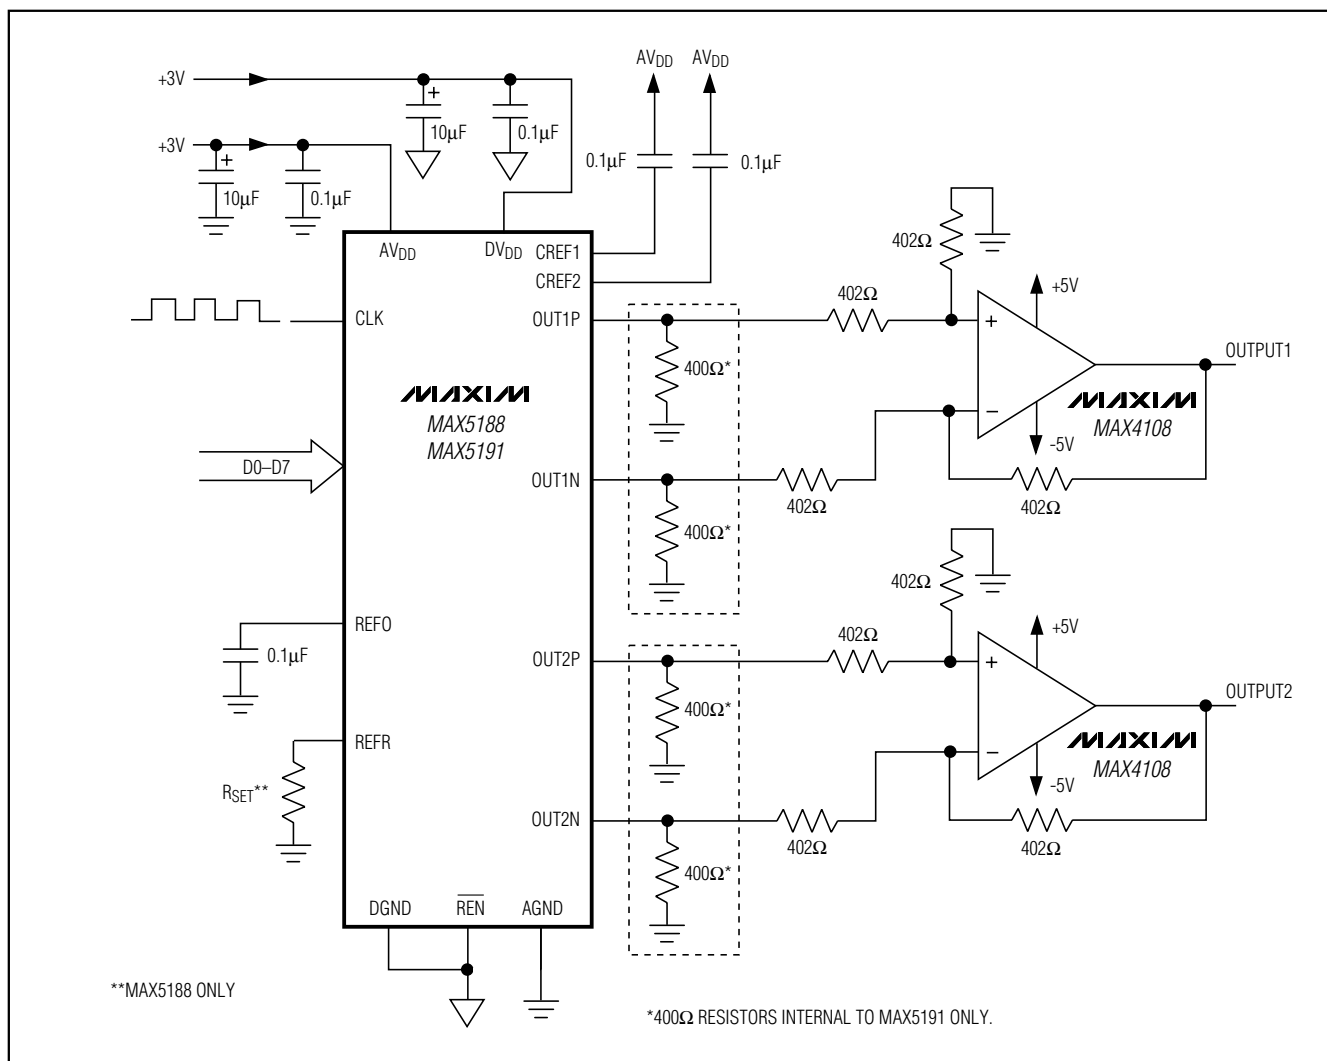 AVDD AVDD
+3V
+
10µF
0.1µF
+3V
+
10µF
0.1µF
0.1µF
0.1µF
AVDD
DVDD
CREF1
CREF2
CLK
OUT1P
MAXIM
MAX5188
MAX5191
D0–D7
OUT1N
REFO
0.1µF
OUT2P
REFR
RSET**
OUT2N
DGND
REN
AGND
400Ω*
400Ω*
400Ω*
400Ω*
402Ω
402Ω
+5V
+
−
-5V
OUTPUT1
MAXIM
MAX4108
402Ω
402Ω
402Ω
402Ω
+5V
+
−
-5V
OUTPUT2
MAXIM
MAX4108
402Ω
402Ω
**MAX5188 ONLY
*400Ω RESISTORS INTERNAL TO MAX5191 ONLY.